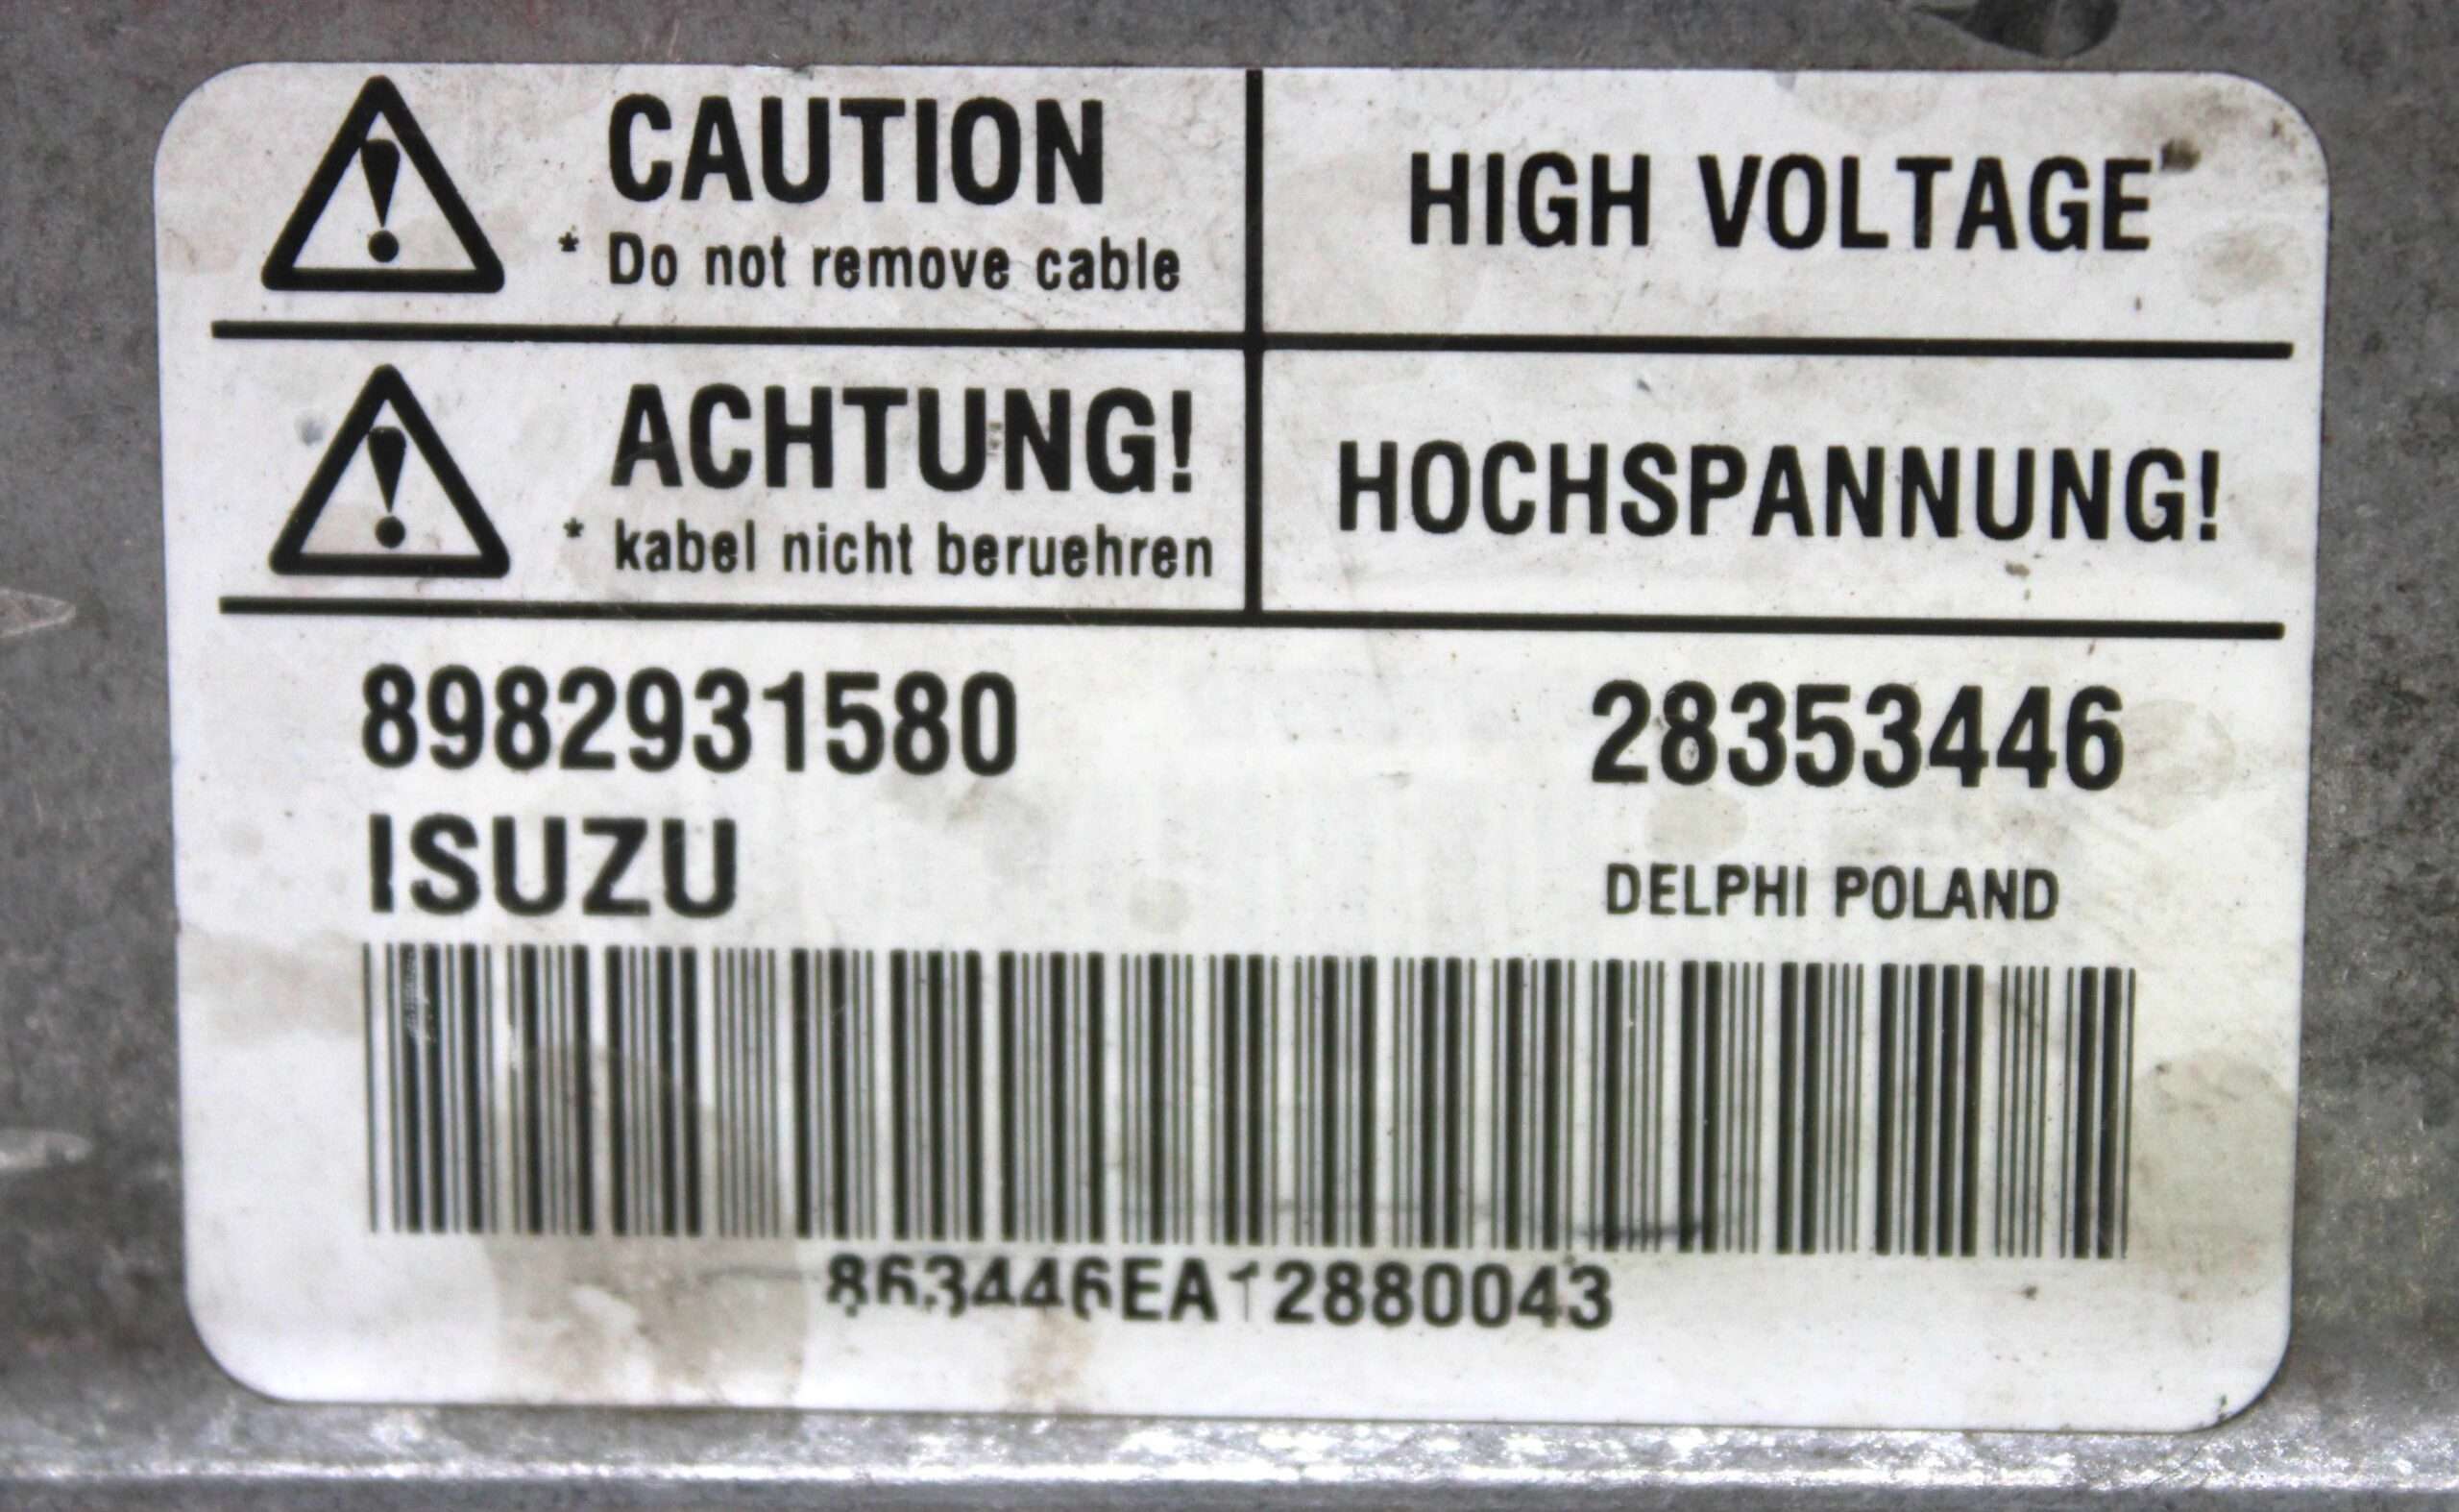 CAUTION
* Do not remove cable
HIGH VOLTAGE
ACHTUNG!
* kabel nicht beruehren
HOCHSPANNUNG!
8982931580
28353446
ISUZU
DELPHI POLAND
863446EA12880043